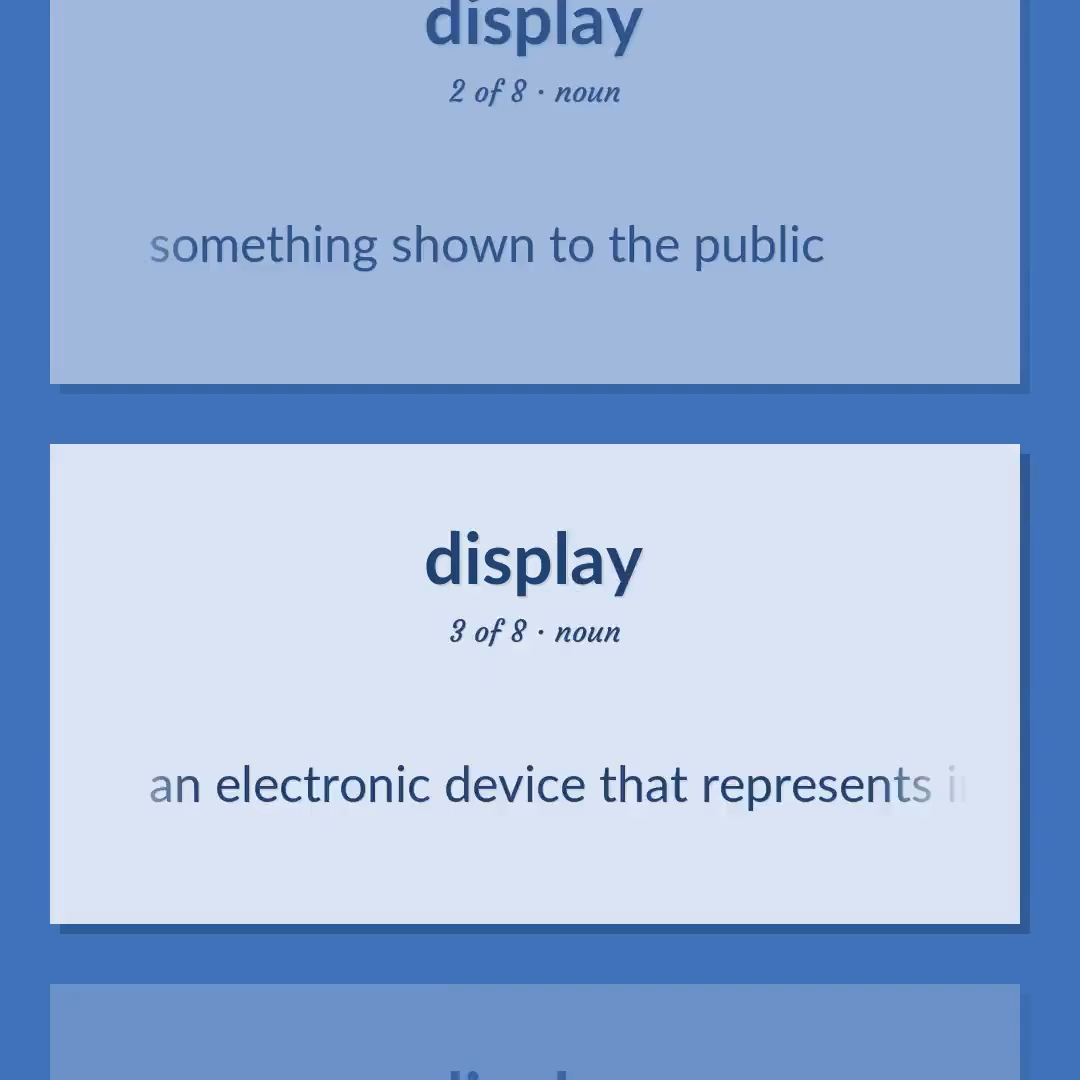 display
2 of 8 · noun
something shown to the public
display
3 of 8 · noun
an electronic device that represents